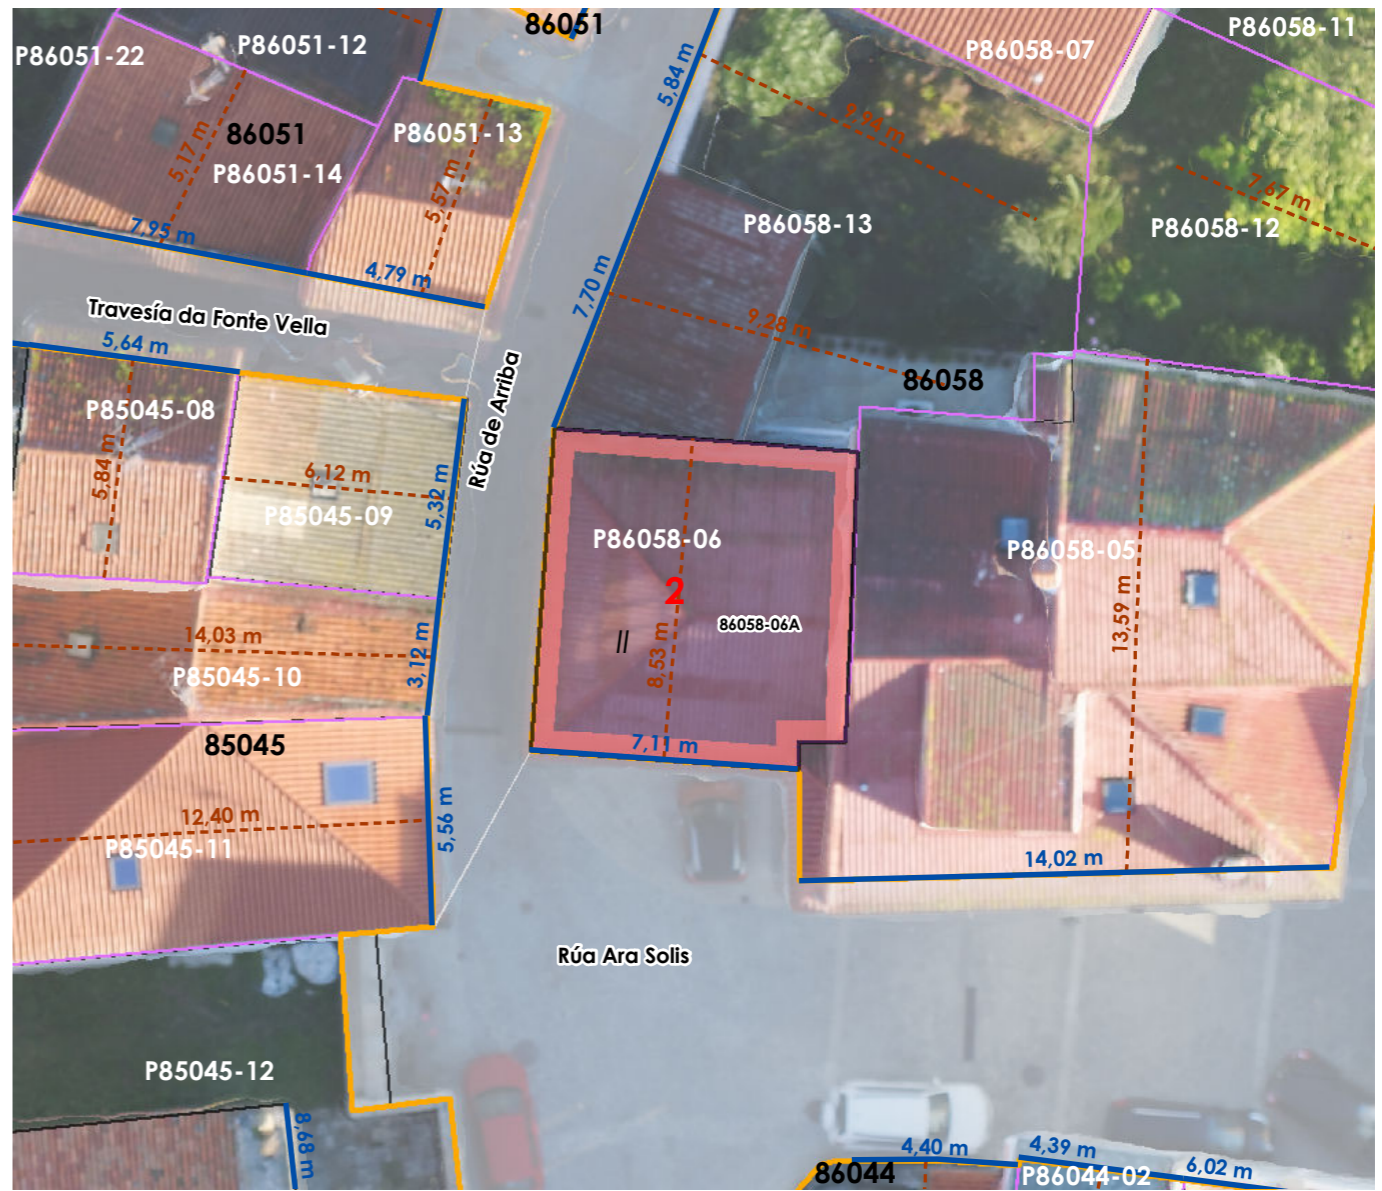 86051
P86058-11
P86051-12
P86051-22
P86058-07
5,84 m
86051
P86051-13
9,94 m
5,17 m
P86051-14
5,57 m
7,67 m
P86058-13
P86058-12
7,95 m
4,79 m
7,70 m
Travesía da Fonte Vella
9,28 m
5,64 m
86058
Rúa de Arriba
P85045-08
5,84 m
6,12 m
5,32 m
P85045-09
P86058-06
P86058-05
2
86058-06A
II
8,53 m
13,59 m
14,03 m
3,12 m
P85045-10
85045
7,11 m
12,40 m
5,56 m
P85045-11
14,02 m
Rúa Ara Solis
P85045-12
8,68 m
4,40 m
4,39 m
6,02 m
86044
P86044-02